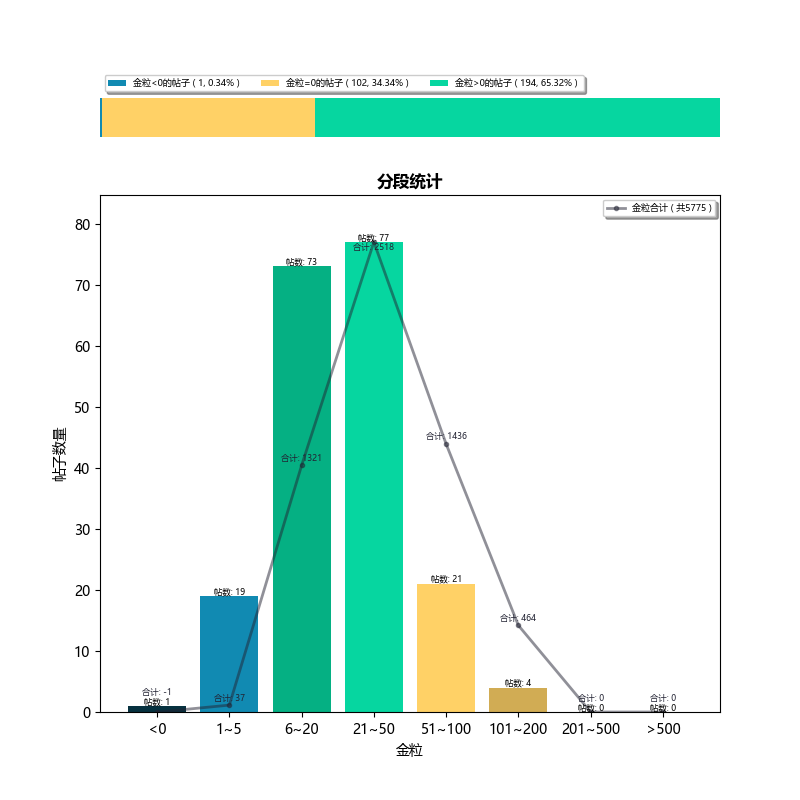 金粒<0的帖子 ( 1, 0.34% ) 金粒=0的帖子 ( 102, 34.34% ) 金粒>0的帖子 ( 194, 65.32% )
分段统计
金粒合计 ( 共5775 )
80
70
60
50
40
30
20
10
0
帖子数量
帖数: 77
合计: 2518
帖数: 73
合计: 1321
合计: 1436
帖数: 21
帖数: 19
合计: 464
合计: -1
帖数: 1
合计: 37
帖数: 4
合计: 0
帖数: 0
合计: 0
帖数: 0
<0 1~5 6~20 21~50 51~100 101~200 201~500 >500
金粒